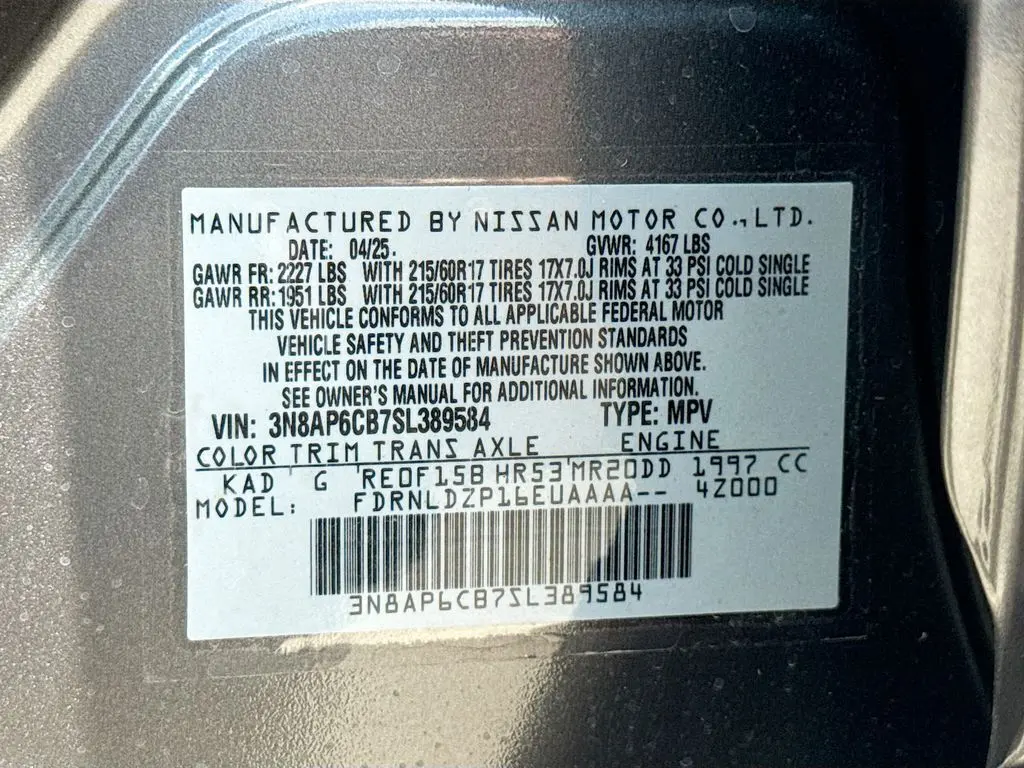 MANUFACTURED BY NISSAN MOTOR CO., LTD.
DATE: 04/25. GVWR: 4167 LBS
GAWR FR: 2227 LBS WITH 215/60R17 TIRES 17X7.0J RIMS AT 33 PSI COLD SINGLE
GAWR RR: 1951 LBS WITH 215/60R17 TIRES 17X7.0J RIMS AT 33 PSI COLD SINGLE
THIS VEHICLE CONFORMS TO ALL APPLICABLE FEDERAL MOTOR
VEHICLE SAFETY AND THEFT PREVENTION STANDARDS
IN EFFECT ON THE DATE OF MANUFACTURE SHOWN ABOVE.
SEE OWNER'S MANUAL FOR ADDITIONAL INFORMATION.
VIN: 3N8AP6CB7SL389584 TYPE: MPV
COLOR TRIM TRANS AXLE ENGINE
KAD G RE0F15B HR53 MR20DD 1997 CC
MODEL: FDRNLDZP16EUAAAA-- 4Z000
3N8AP6CB7SL389584